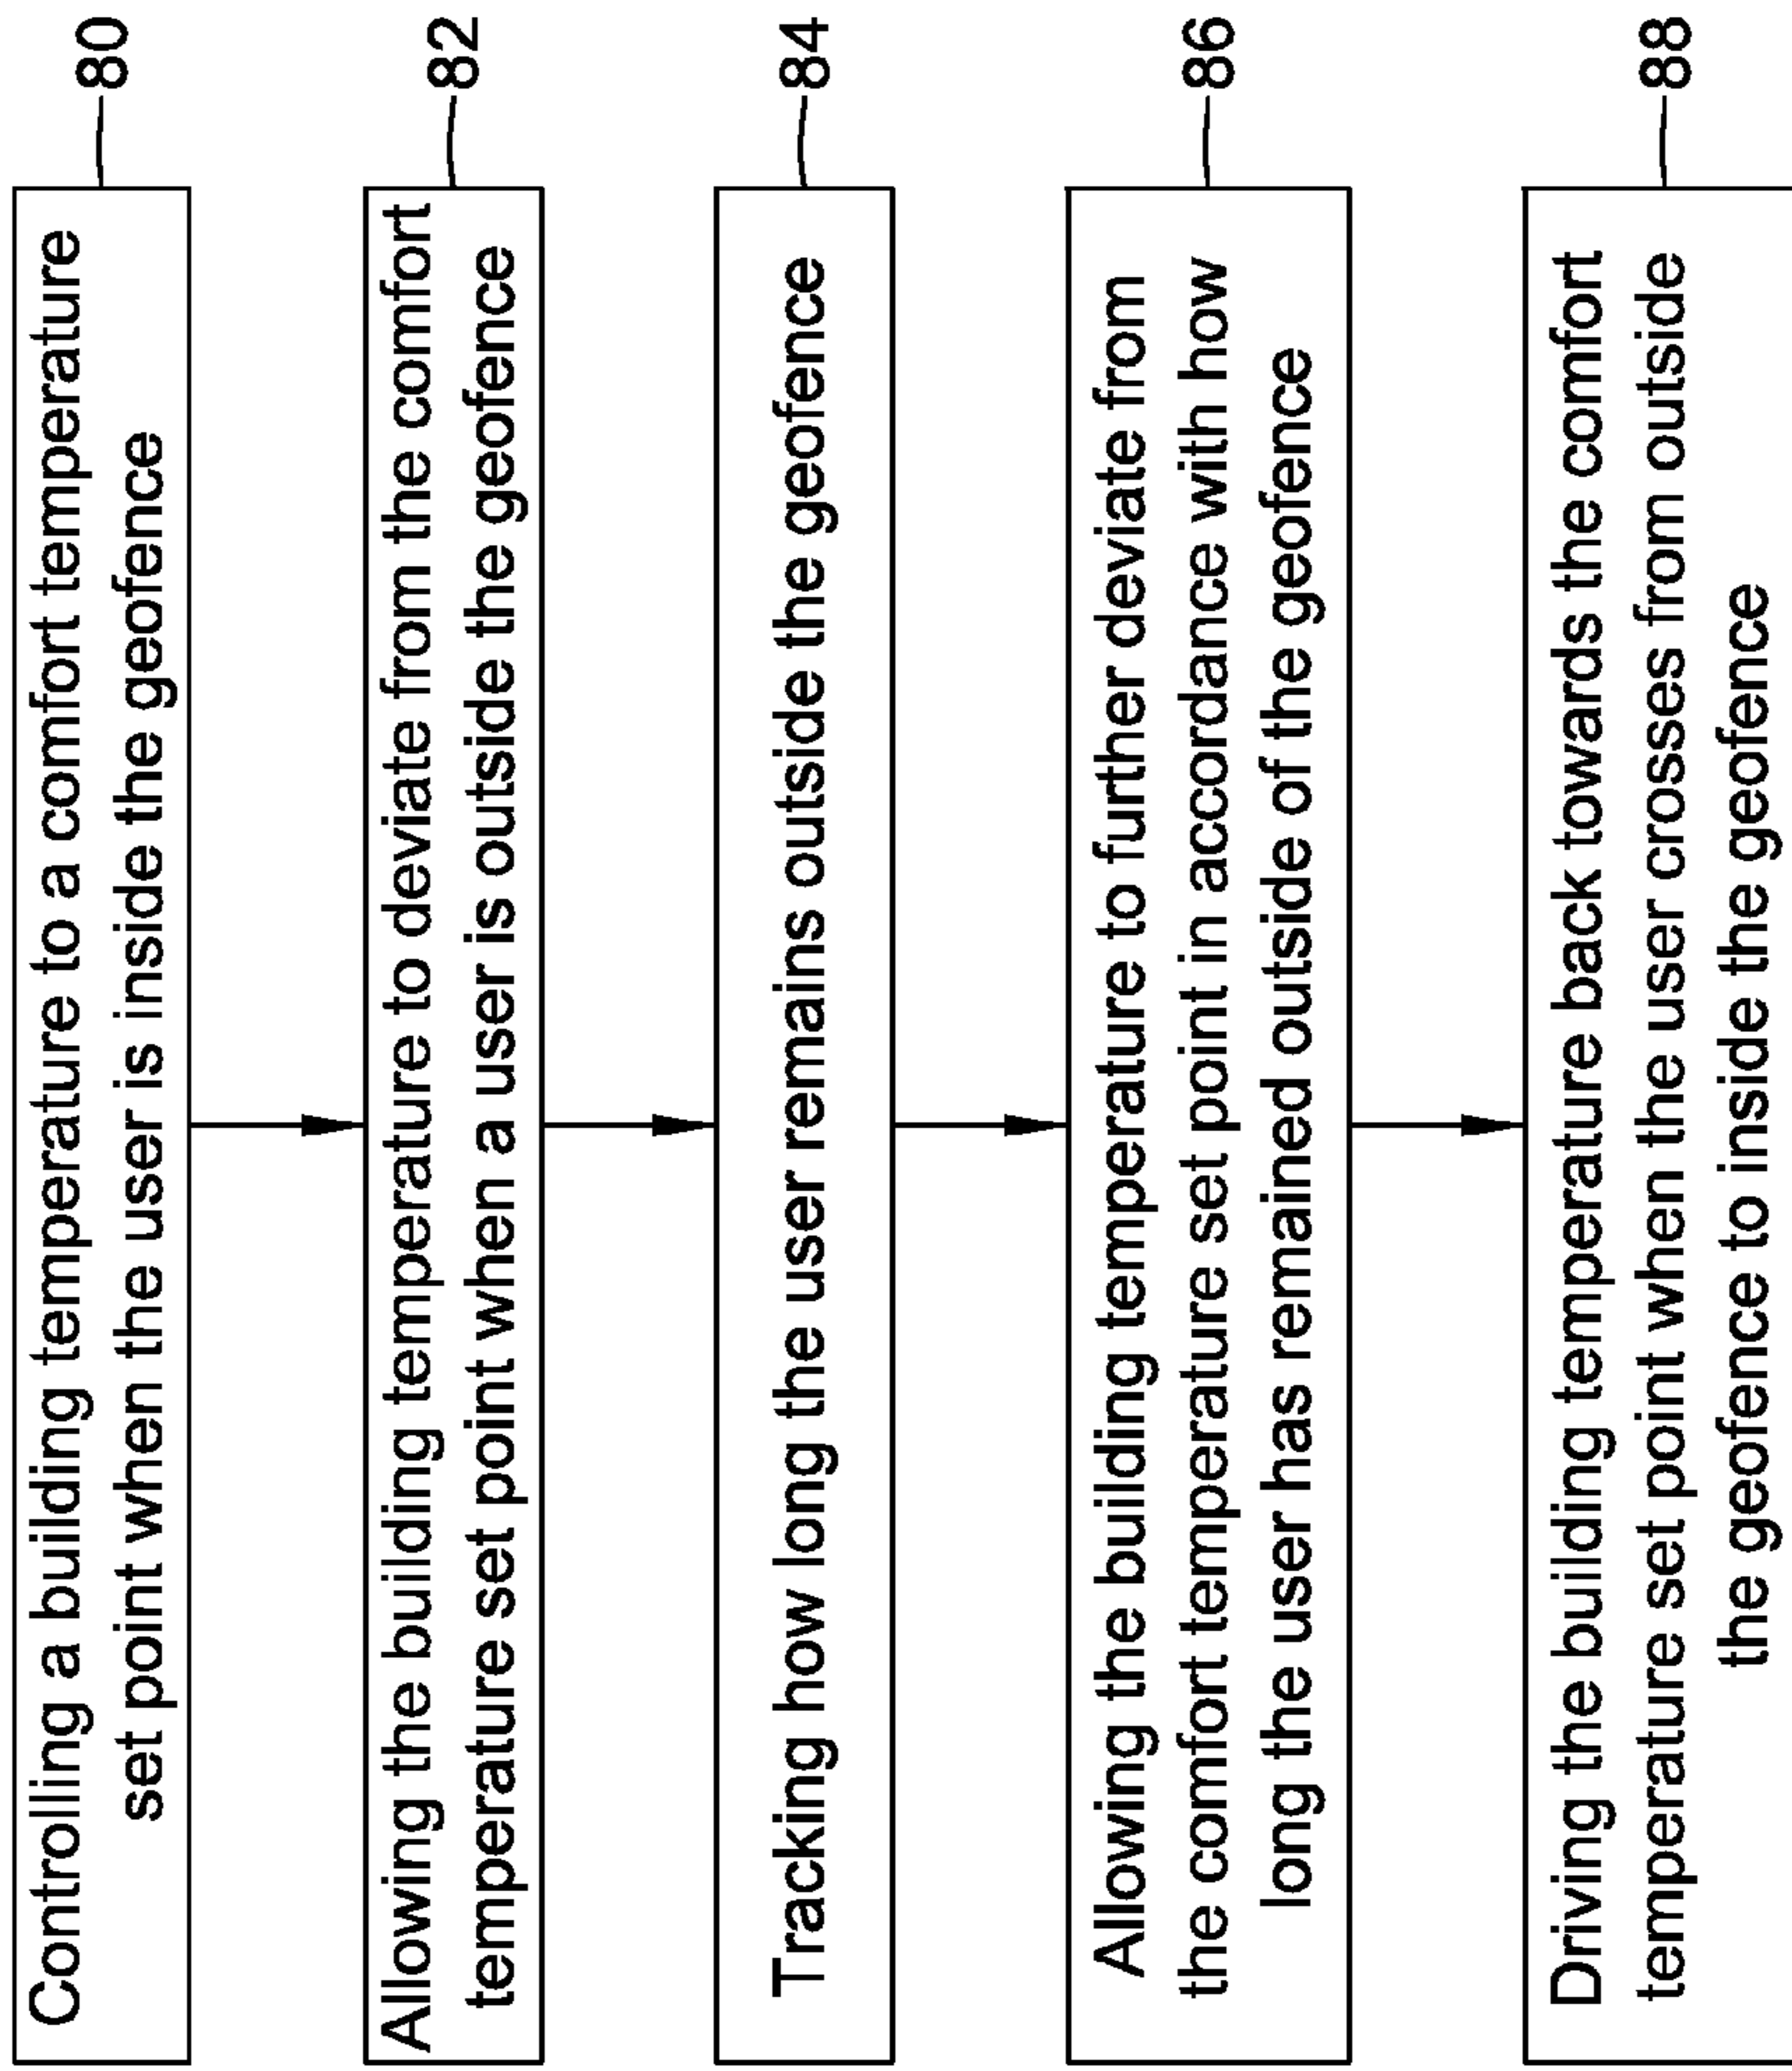 Controlling a building temperature to a comfort temperature
set point when the user is inside the geofence
80
Allowing the building temperature to deviate from the comfort
temperature set point when a user is outside the geofence
82
Tracking how long the user remains outside the geofence
84
Allowing the building temperature to further deviate from
the comfort temperature set point in accordance with how
long the user has remained outside of the geofence
86
Driving the building temperature back towards the comfort
temperature set point when the user crosses from outside
the geofence to inside the geofence
88